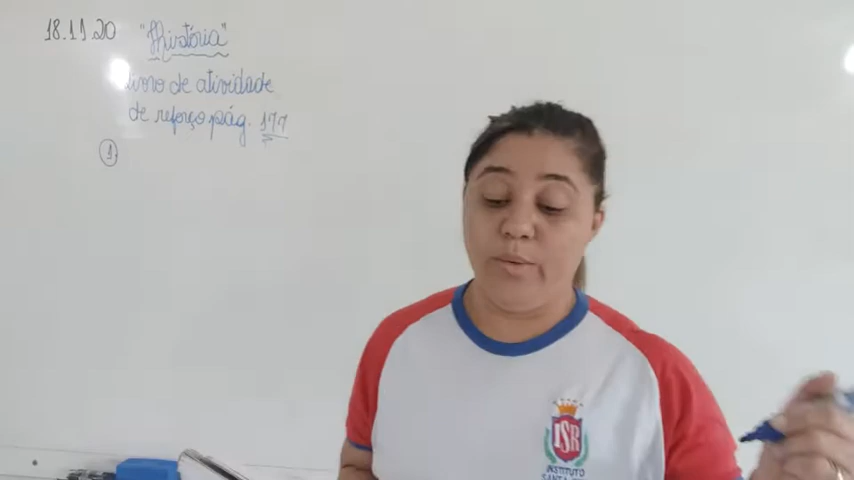 18.11.20 "História"
Livro de atividade
de reforço pág. 177
1
ISR
INSTITUTO